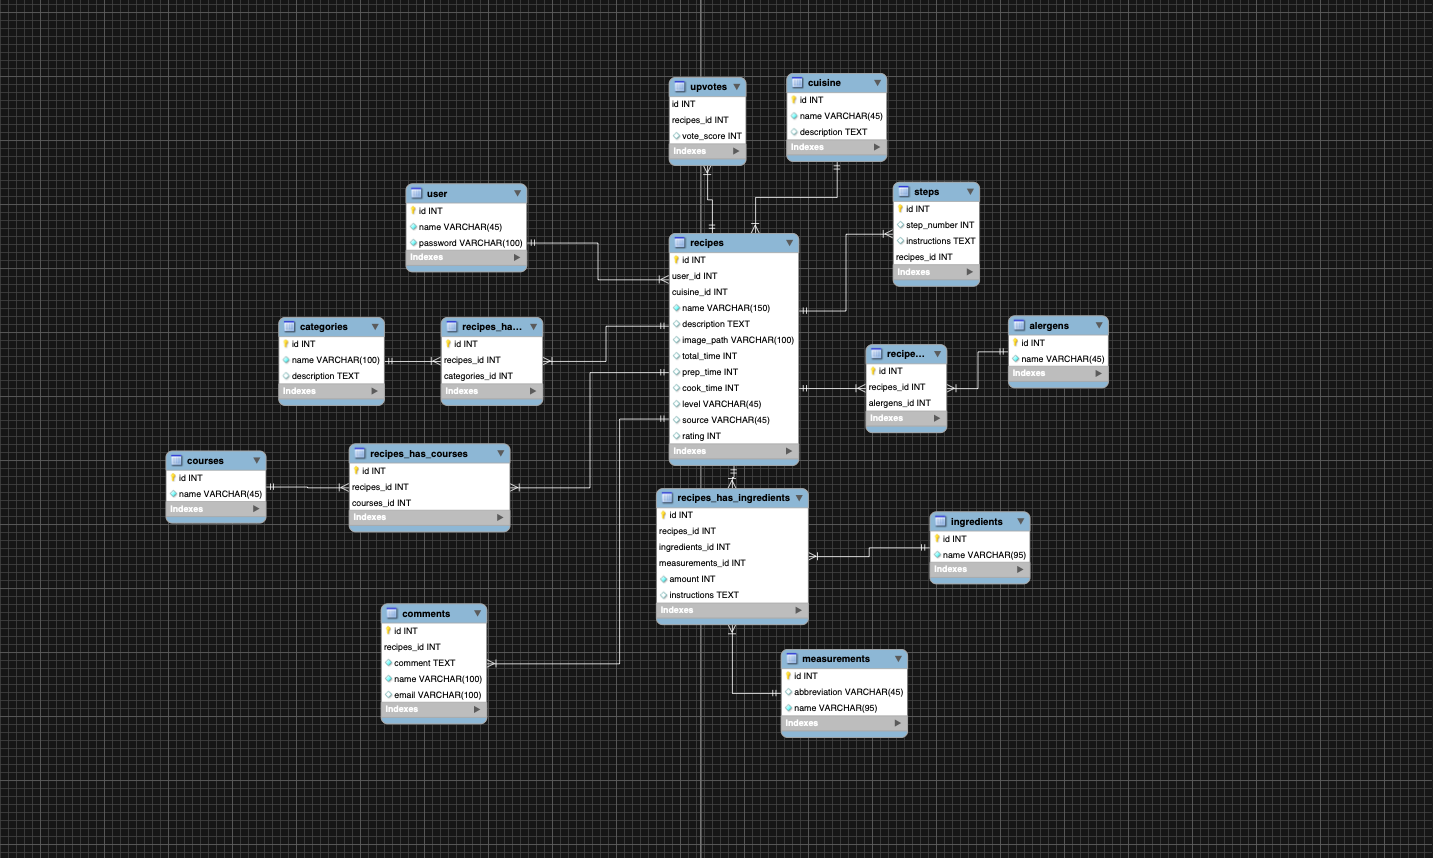 upvotes
id INT
recipes_id INT
vote_score INT
Indexes
cuisine
id INT
name VARCHAR(45)
description TEXT
Indexes
user
id INT
name VARCHAR(45)
password VARCHAR(100)
Indexes
steps
id INT
step_number INT
instructions TEXT
recipes_id INT
Indexes
recipes
id INT
user_id INT
cuisine_id INT
name VARCHAR(150)
description TEXT
image_path VARCHAR(100)
total_time INT
prep_time INT
cook_time INT
level VARCHAR(45)
source VARCHAR(45)
rating INT
Indexes
categories
id INT
name VARCHAR(100)
description TEXT
Indexes
recipes_ha...
id INT
recipes_id INT
categories_id INT
Indexes
recipe...
id INT
recipes_id INT
alergens_id INT
Indexes
alergens
id INT
name VARCHAR(45)
Indexes
courses
id INT
name VARCHAR(45)
Indexes
recipes_has_courses
id INT
recipes_id INT
courses_id INT
Indexes
recipes_has_ingredients
id INT
recipes_id INT
ingredients_id INT
measurements_id INT
amount INT
instructions TEXT
Indexes
ingredients
id INT
name VARCHAR(95)
Indexes
comments
id INT
recipes_id INT
comment TEXT
name VARCHAR(100)
email VARCHAR(100)
Indexes
measurements
id INT
abbreviation VARCHAR(45)
name VARCHAR(95)
Indexes